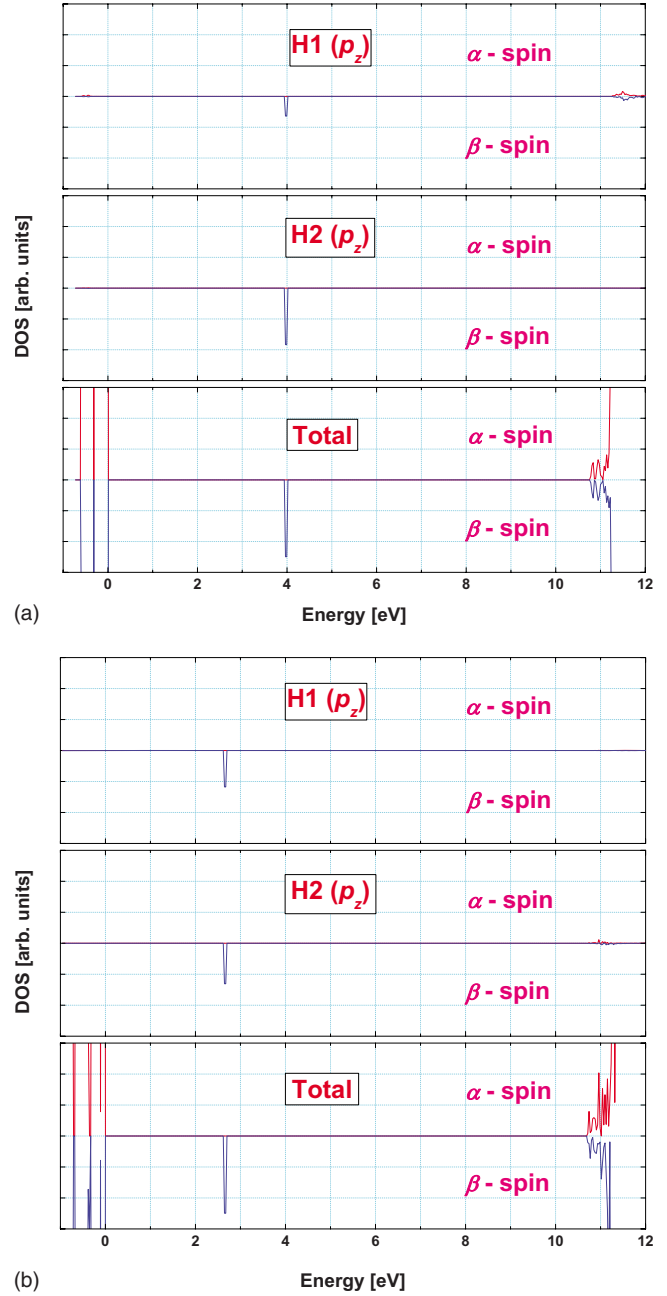 H1 (pz)
α - spin
β - spin
H2 (pz)
α - spin
β - spin
DOS [arb. units]
Total
α - spin
β - spin
0 2 4 6 8 10 12
(a)
Energy [eV]
H1 (pz)
α - spin
β - spin
H2 (pz)
α - spin
β - spin
DOS [arb. units]
Total
α - spin
β - spin
0 2 4 6 8 10 12
(b)
Energy [eV]